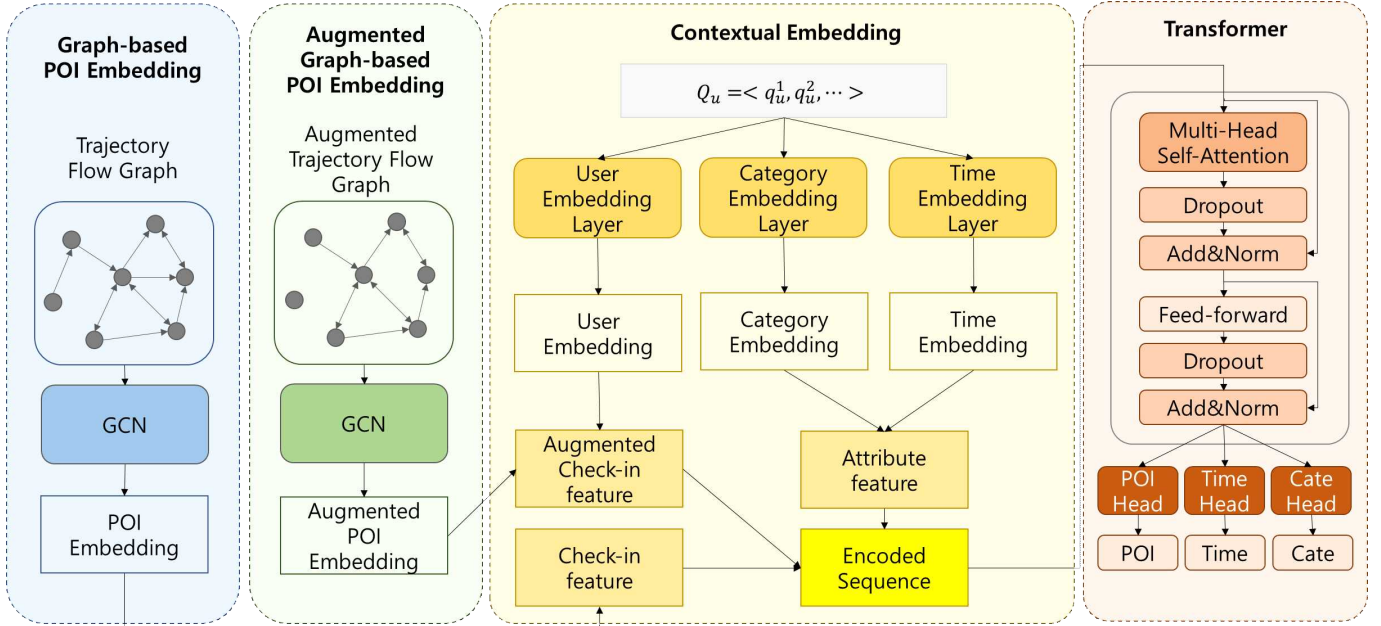 Graph-based
POI Embedding
Trajectory
Flow Graph
GCN
POI
Embedding
Augmented
Graph-based
POI Embedding
Augmented
Trajectory Flow
Graph
GCN
Augmented
POI
Embedding
Contextual Embedding
Q_u =< q_u^1, q_u^2, ⋯ >
User
Embedding
Layer
Category
Embedding
Layer
Time
Embedding
Layer
User
Embedding
Category
Embedding
Time
Embedding
Augmented
Check-in
feature
Attribute
feature
Check-in
feature
Encoded
Sequence
Transformer
Multi-Head
Self-Attention
Dropout
Add&Norm
Feed-forward
Dropout
Add&Norm
POI
Head
Time
Head
Cate
Head
POI
Time
Cate